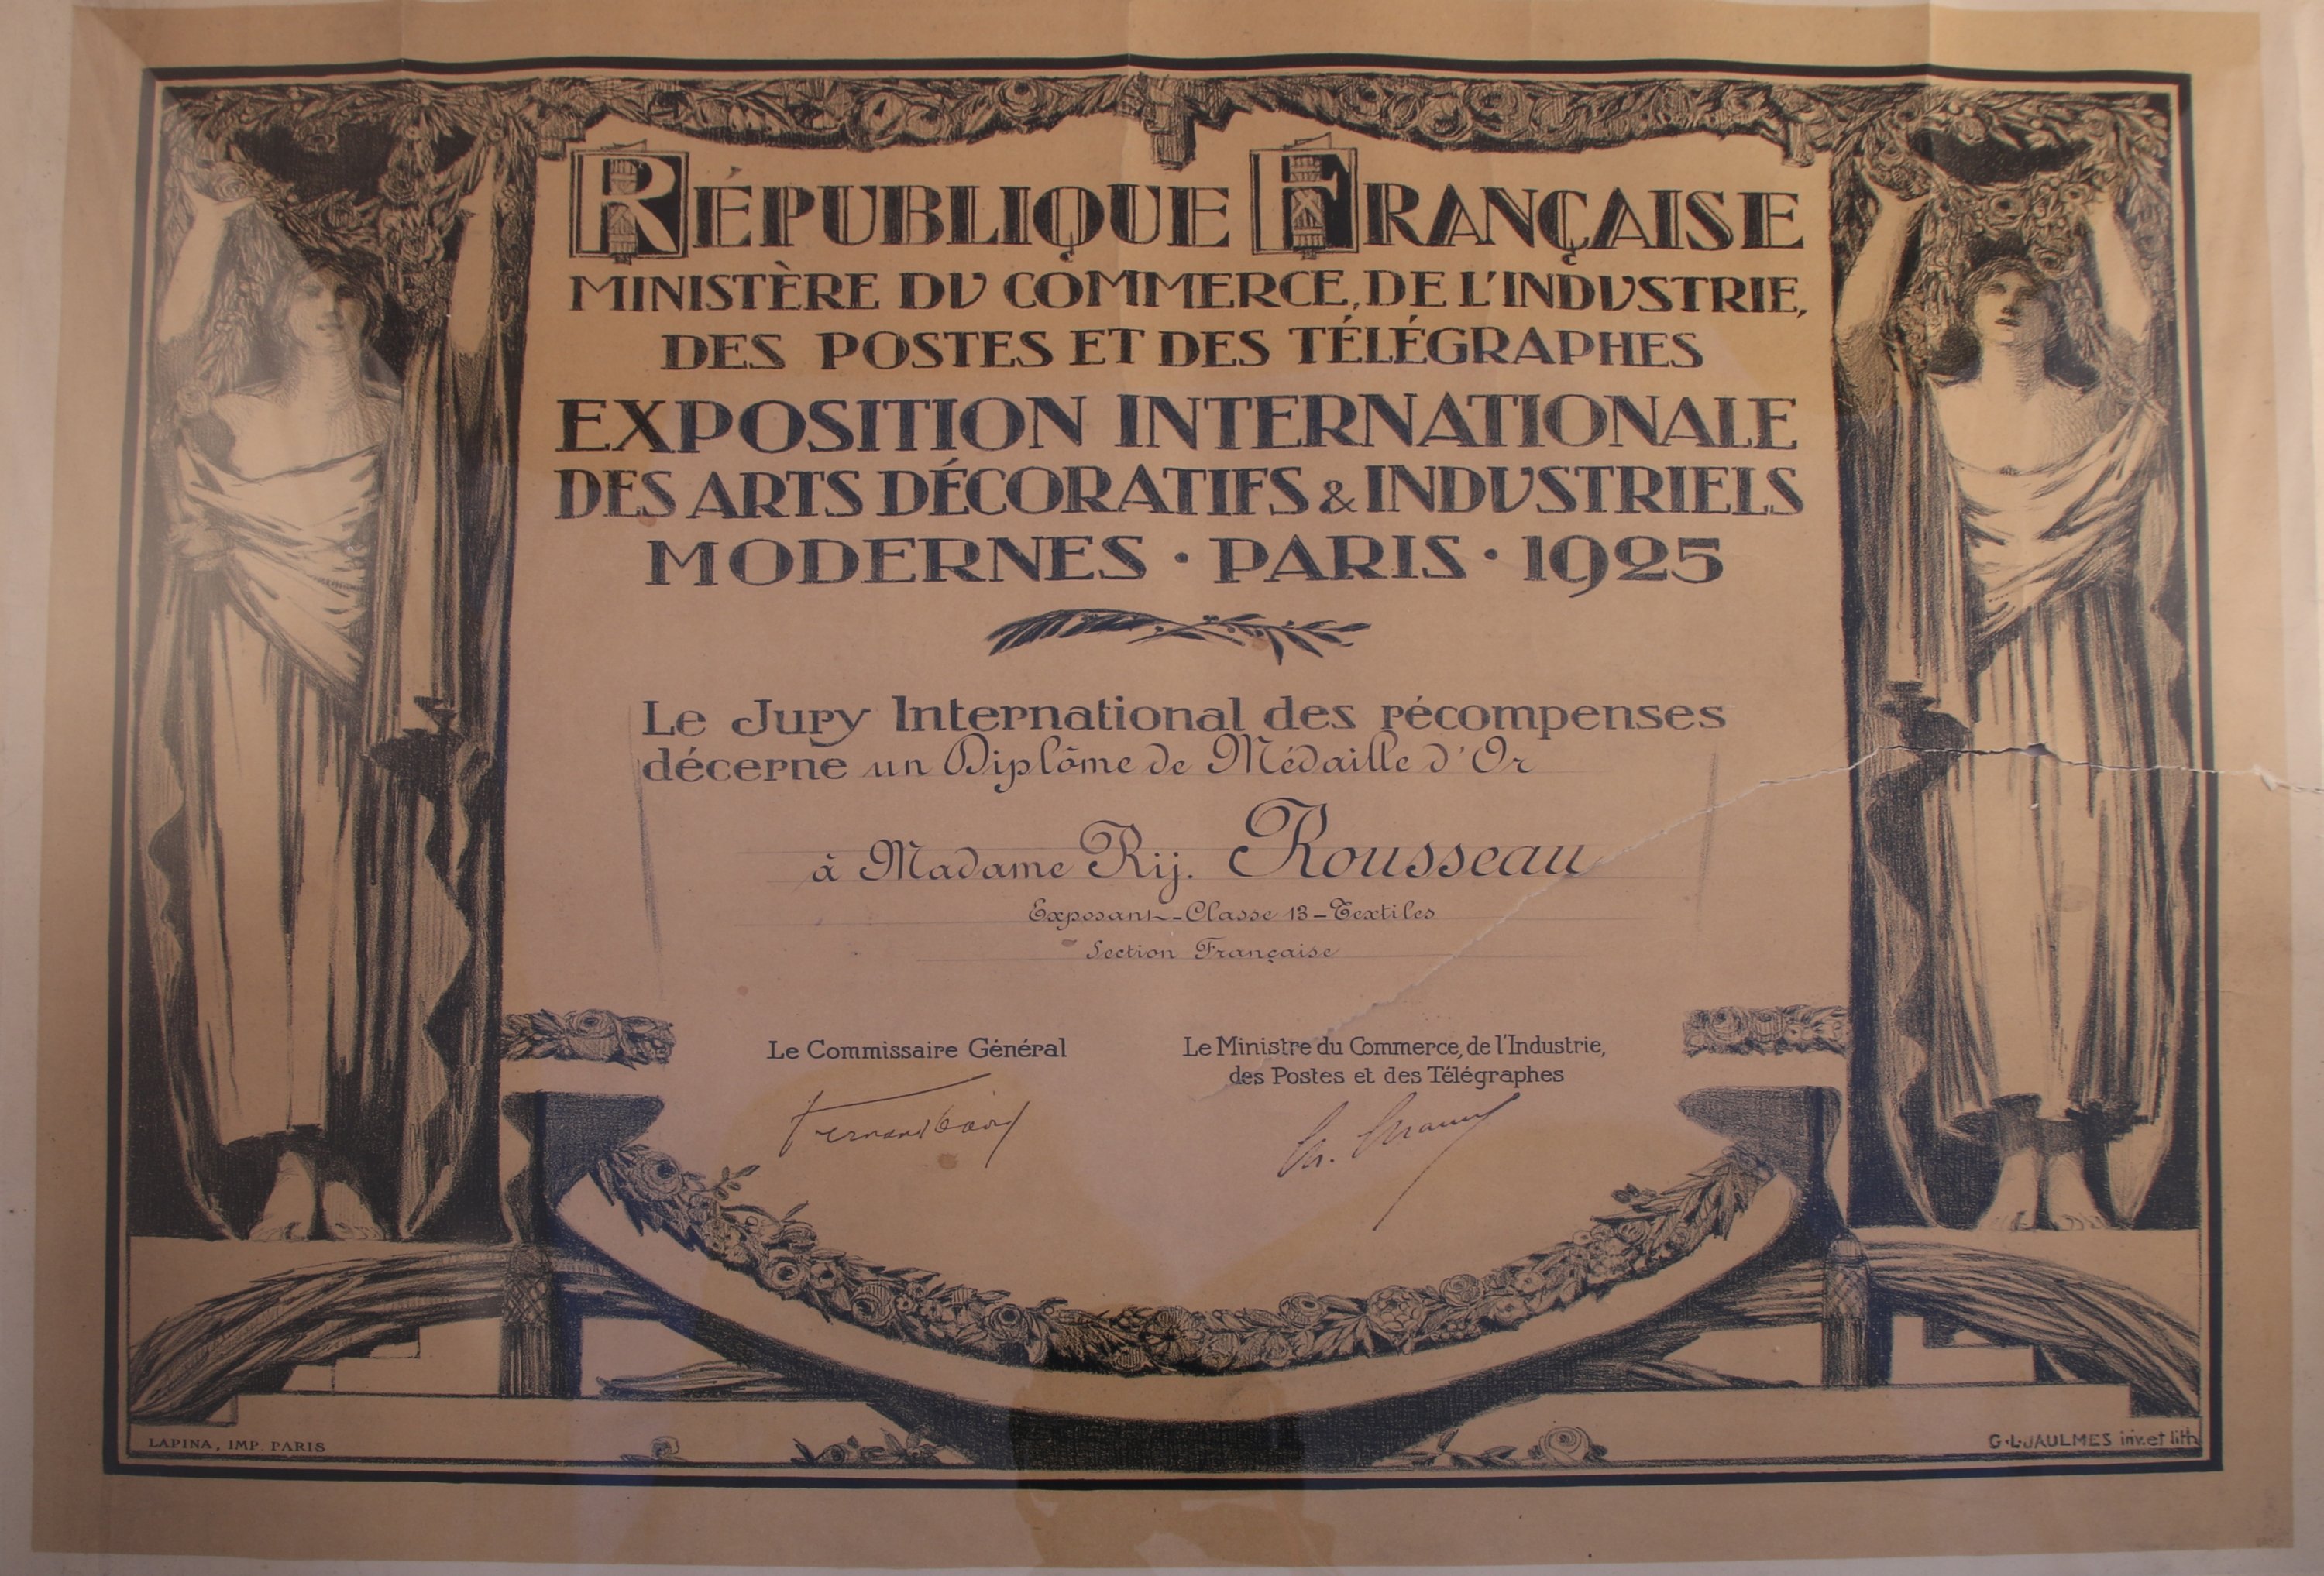 RÉPUBLIQUE FRANÇAISE
MINISTÈRE DU COMMERCE, DE L'INDUSTRIE,
DES POSTES ET DES TÉLÉGRAPHES
EXPOSITION INTERNATIONALE
DES ARTS DÉCORATIFS & INDUSTRIELS
MODERNES · PARIS · 1925
Le Jury International des récompenses
décerne un Diplôme de Médaille d'Or
à Madame Rij. Rousseau
Exposant - Classe 13 - Textiles
Section Française
Le Commissaire Général
Le Ministre du Commerce, de l'Industrie,
des Postes et des Télégraphes
LAPINA, IMP. PARIS
G·L·JAULMES inv. et lith